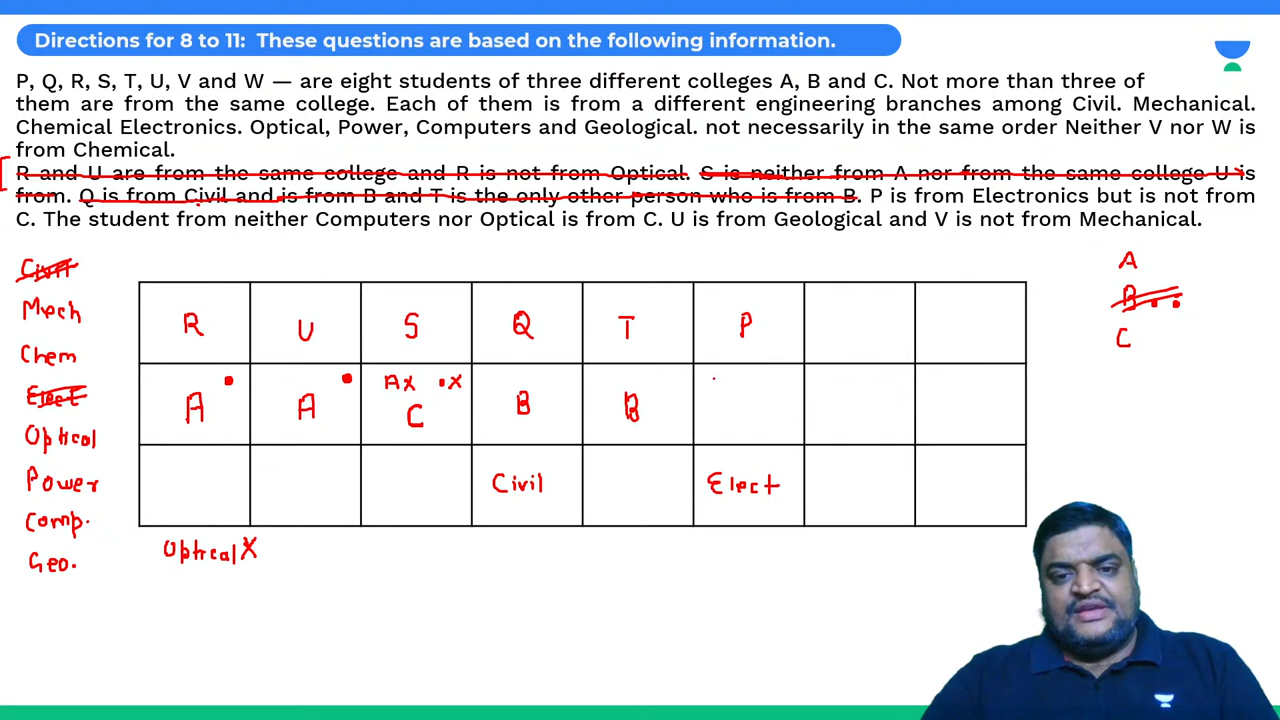 Directions for 8 to 11: These questions are based on the following information.
P, Q, R, S, T, U, V and W — are eight students of three different colleges A, B and C. Not more than three of
them are from the same college. Each of them is from a different engineering branches among Civil. Mechanical.
Chemical Electronics. Optical, Power, Computers and Geological. not necessarily in the same order Neither V nor W is
from Chemical.
R and U are from the same college and R is not from Optical. S is neither from A nor from the same college U is
from. Q is from Civil and is from B and T is the only other person who is from B. P is from Electronics but is not from
C. The student from neither Computers nor Optical is from C. U is from Geological and V is not from Mechanical.
Civil
Mech
Chem
Elect
Optical
Power
Comp.
Geo.
R U S Q T P
A X . X
A A C B B
Civil Elect
Optical X
A
B . .
C